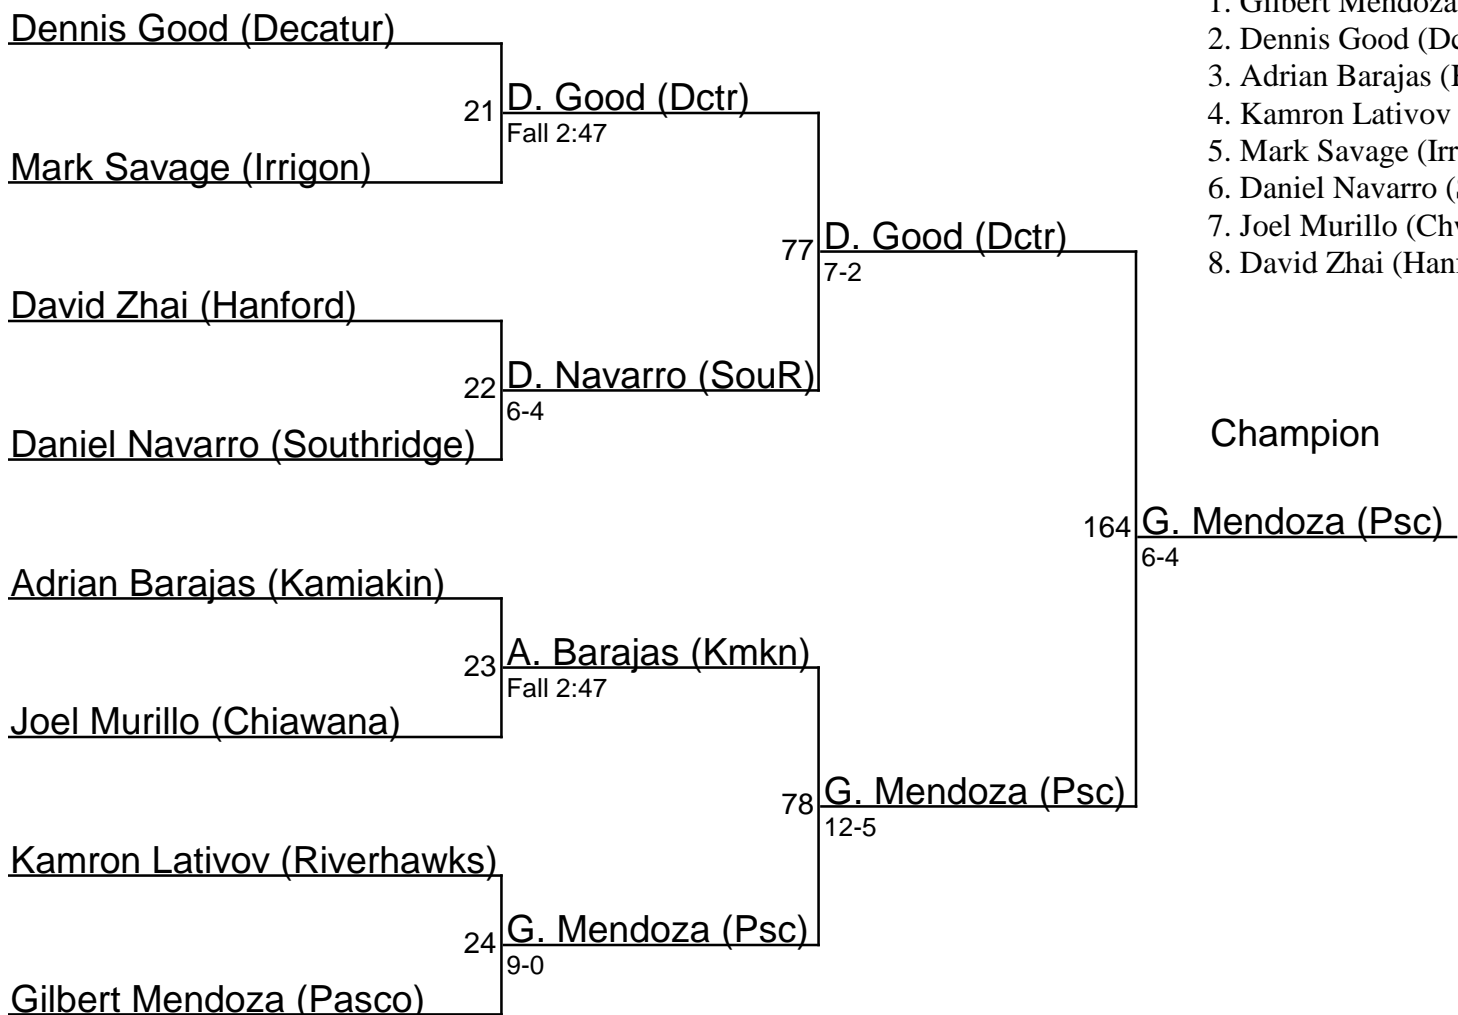 Dennis Good (Decatur)
21
D. Good (Dctr)
Fall 2:47
Mark Savage (Irrigon)
77
D. Good (Dctr)
7-2
David Zhai (Hanford)
22
D. Navarro (SouR)
6-4
Daniel Navarro (Southridge)
164
G. Mendoza (Psc)
6-4
Adrian Barajas (Kamiakin)
23
A. Barajas (Kmkn)
Fall 2:47
Joel Murillo (Chiawana)
78
G. Mendoza (Psc)
12-5
Kamron Lativov (Riverhawks)
24
G. Mendoza (Psc)
9-0
Gilbert Mendoza (Pasco)
Champion
1. Gilbert Mendoza
2. Dennis Good
3. Adrian Barajas
4. Kamron Lativov
5. Mark Savage (Irr
6. Daniel Navarro
7. Joel Murillo
8. David Zhai